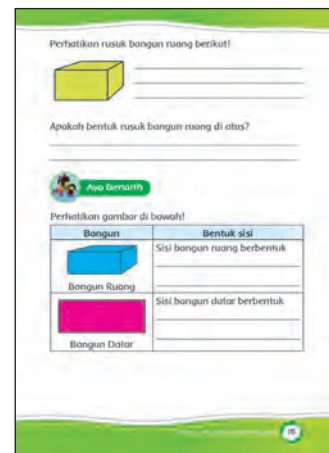 Perhatikan rusuk bangun ruang berikut!
Apakah bentuk rusuk bangun ruang di atas?
Ayo Berlatih
Perhatikan gambar di bawah!
Bangun
Bentuk sisi
Bangun Ruang
Sisi bangun ruang berbentuk
Bangun Datar
Sisi bangun datar berbentuk